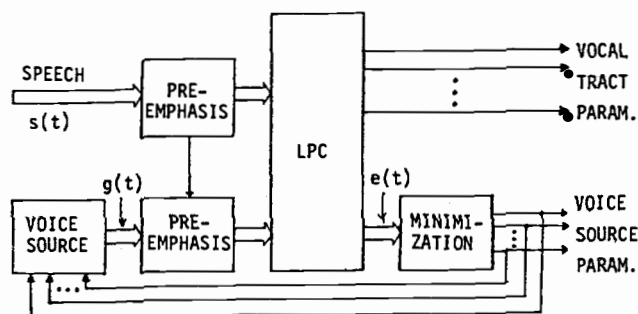 SPEECH
s(t)
PRE-
EMPHASIS
LPC
VOCAL
TRACT
PARAM.
VOICE
SOURCE
g(t)
PRE-
EMPHASIS
e(t)
MINIMI-
ZATION
VOICE
SOURCE
PARAM.